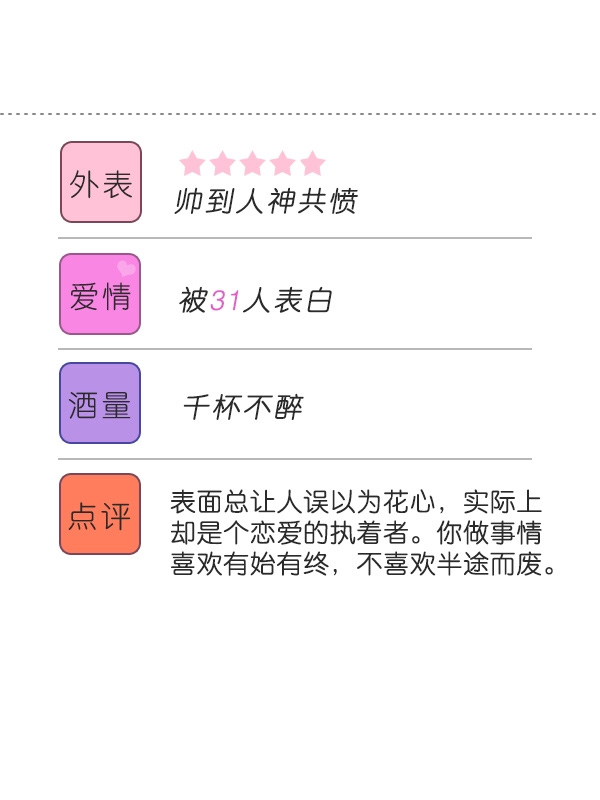 外表
帅到人神共愤
爱情
被31人表白
酒量
千杯不醉
点评
表面总让人误以为花心，实际上
却是个恋爱的执着者。你做事情
喜欢有始有终，不喜欢半途而废。